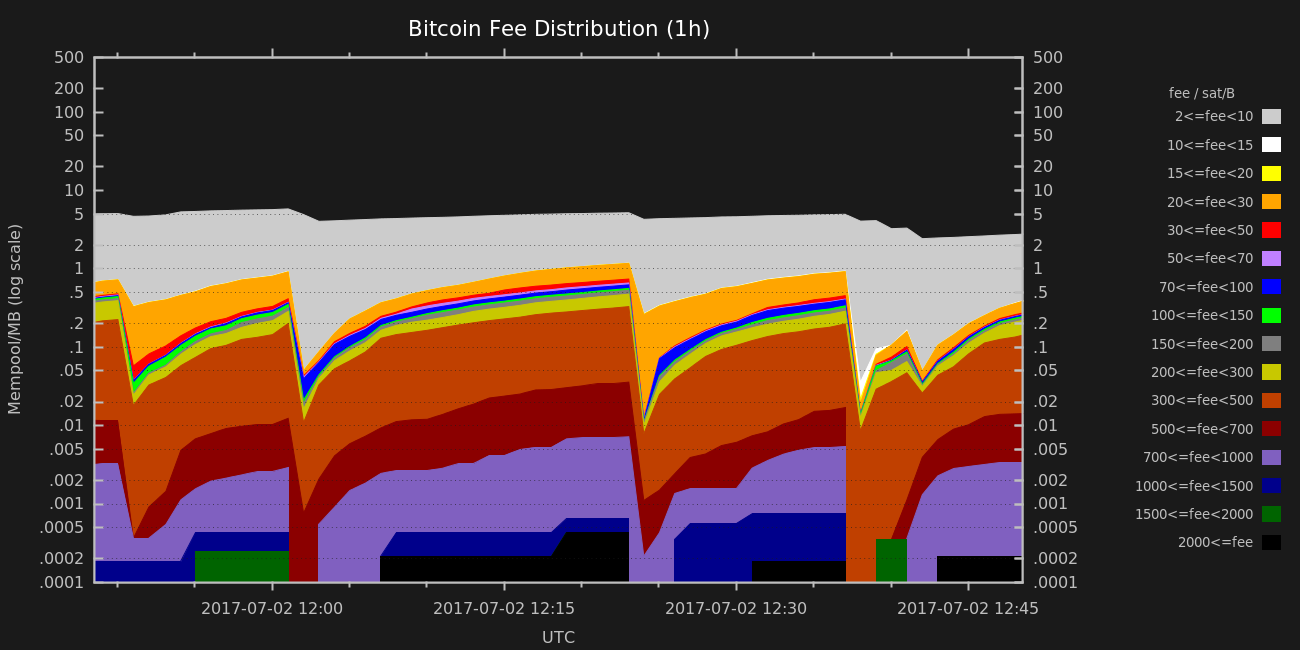 Bitcoin Fee Distribution (1h)
Mempool/MB (log scale)
500
200
100
50
20
10
5
2
1
.5
.2
.1
.05
.02
.01
.005
.002
.001
.0005
.0002
.0001
500
200
100
50
20
10
5
2
1
.5
.2
.1
.05
.02
.01
.005
.002
.001
.0005
.0002
.0001
2017-07-02 12:00 2017-07-02 12:15 2017-07-02 12:30 2017-07-02 12:45
UTC
fee / sat/B
2<=fee<10
10<=fee<15
15<=fee<20
20<=fee<30
30<=fee<50
50<=fee<70
70<=fee<100
100<=fee<150
150<=fee<200
200<=fee<300
300<=fee<500
500<=fee<700
700<=fee<1000
1000<=fee<1500
1500<=fee<2000
2000<=fee